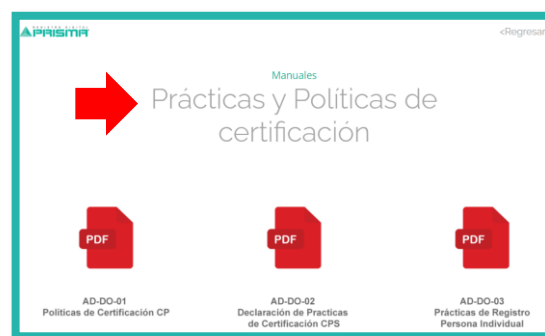 PRISMA
<Regresar
Manuales
Prácticas y Políticas de
certificación
PDF
PDF
PDF
AD-DO-01
Políticas de Certificación CP
AD-DO-02
Declaración de Practicas
de Certificación CPS
AD-DO-03
Prácticas de Registro
Persona Individual